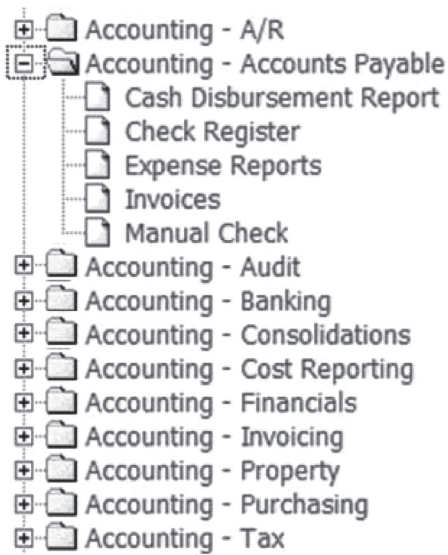 Accounting - A/R
Accounting - Accounts Payable
Cash Disbursement Report
Check Register
Expense Reports
Invoices
Manual Check
Accounting - Audit
Accounting - Banking
Accounting - Consolidations
Accounting - Cost Reporting
Accounting - Financials
Accounting - Invoicing
Accounting - Property
Accounting - Purchasing
Accounting - Tax